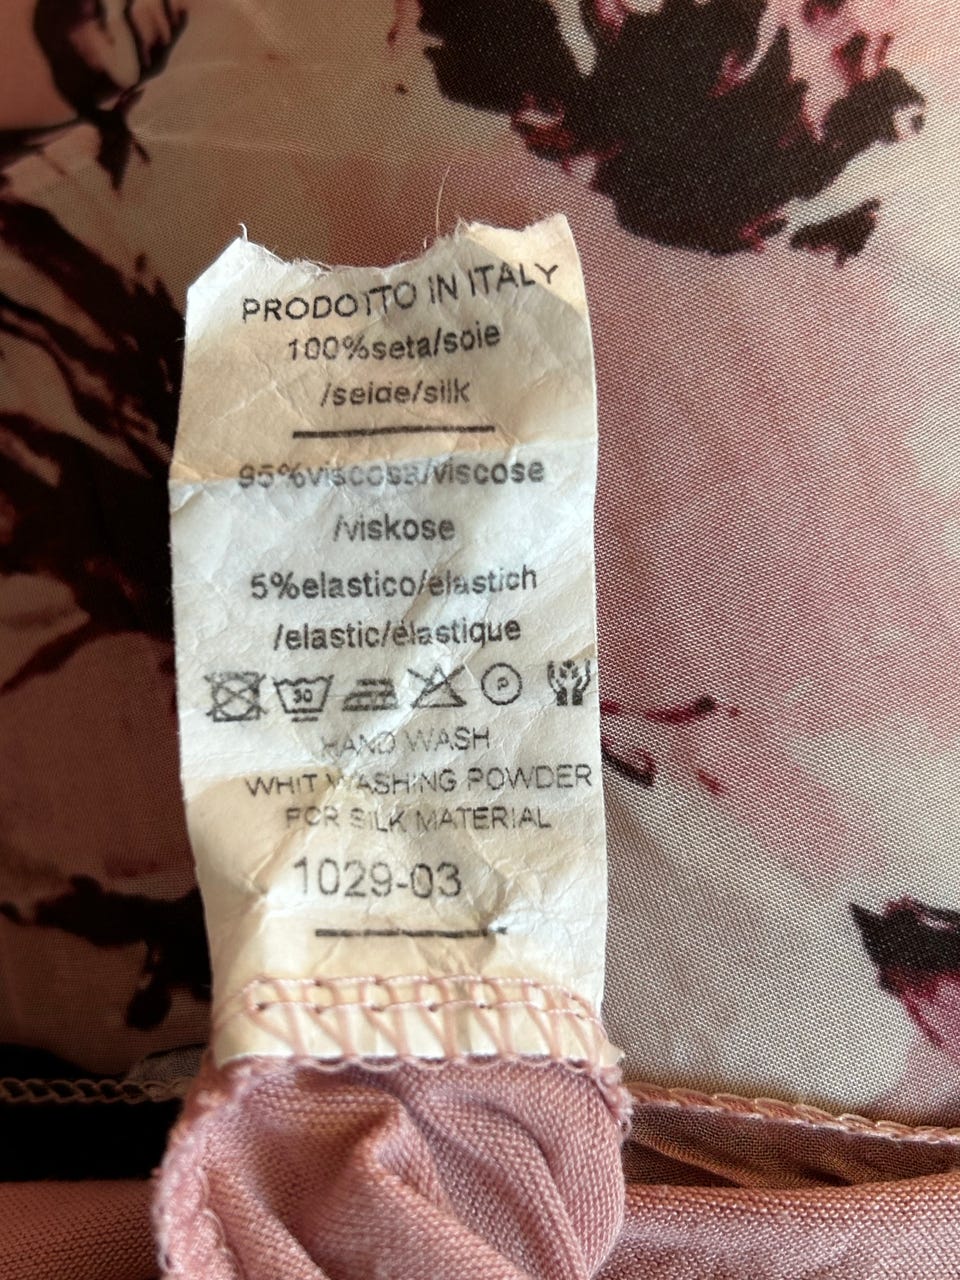 PRODOTTO IN ITALY
100%seta/soie
/seide/silk
95%viscosa/viscose
/viskose
5%elastico/elastich
/elastic/élastique
30 P
HAND WASH
WHIT WASHING POWDER
FOR SILK MATERIAL
1029-03